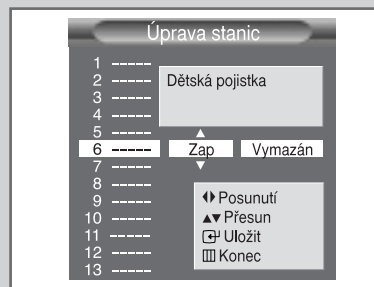 Úprava stanic
1 -----
2 ----- Dětská pojistka
3 -----
4 -----
5 -----
6 ----- Zap Vymazán
7 -----
8 -----
9 ----- Posunutí
10 ----- Přesun
11 ----- Uložit
12 ----- Konec
13 -----